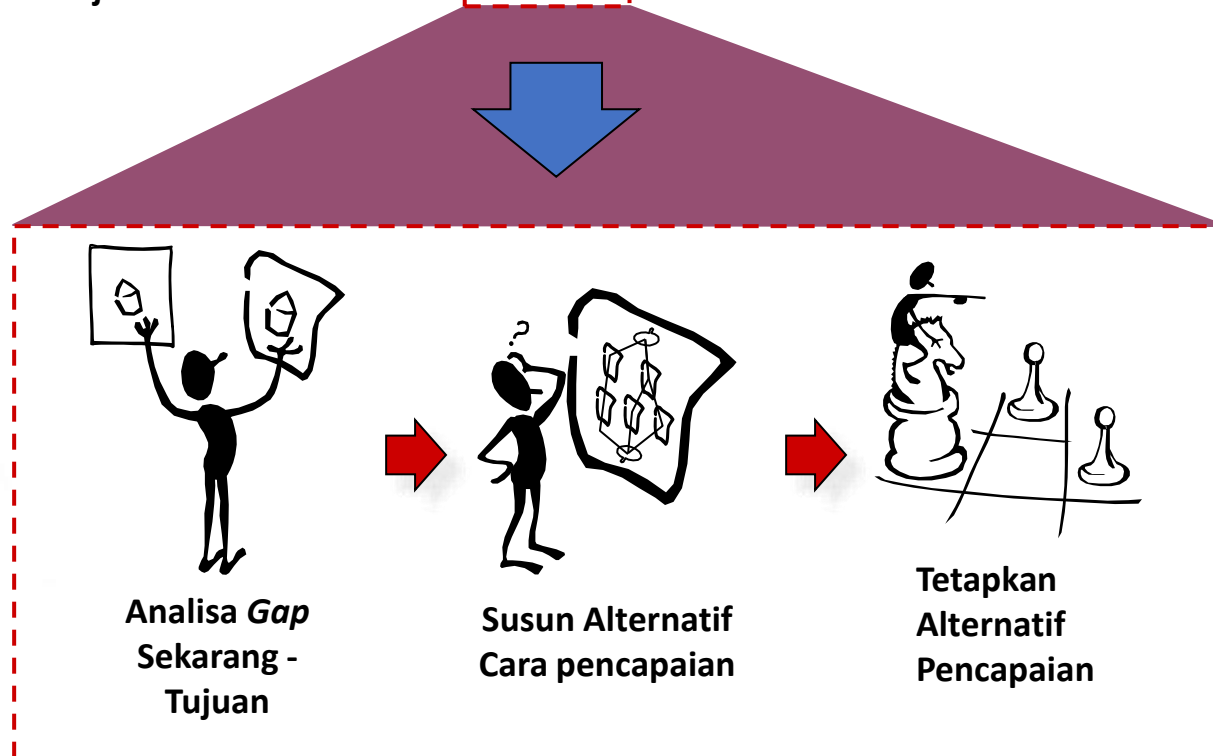 Analisa Gap
Sekarang -
Tujuan
Susun Alternatif
Cara pencapaian
Tetapkan
Alternatif
Pencapaian
?